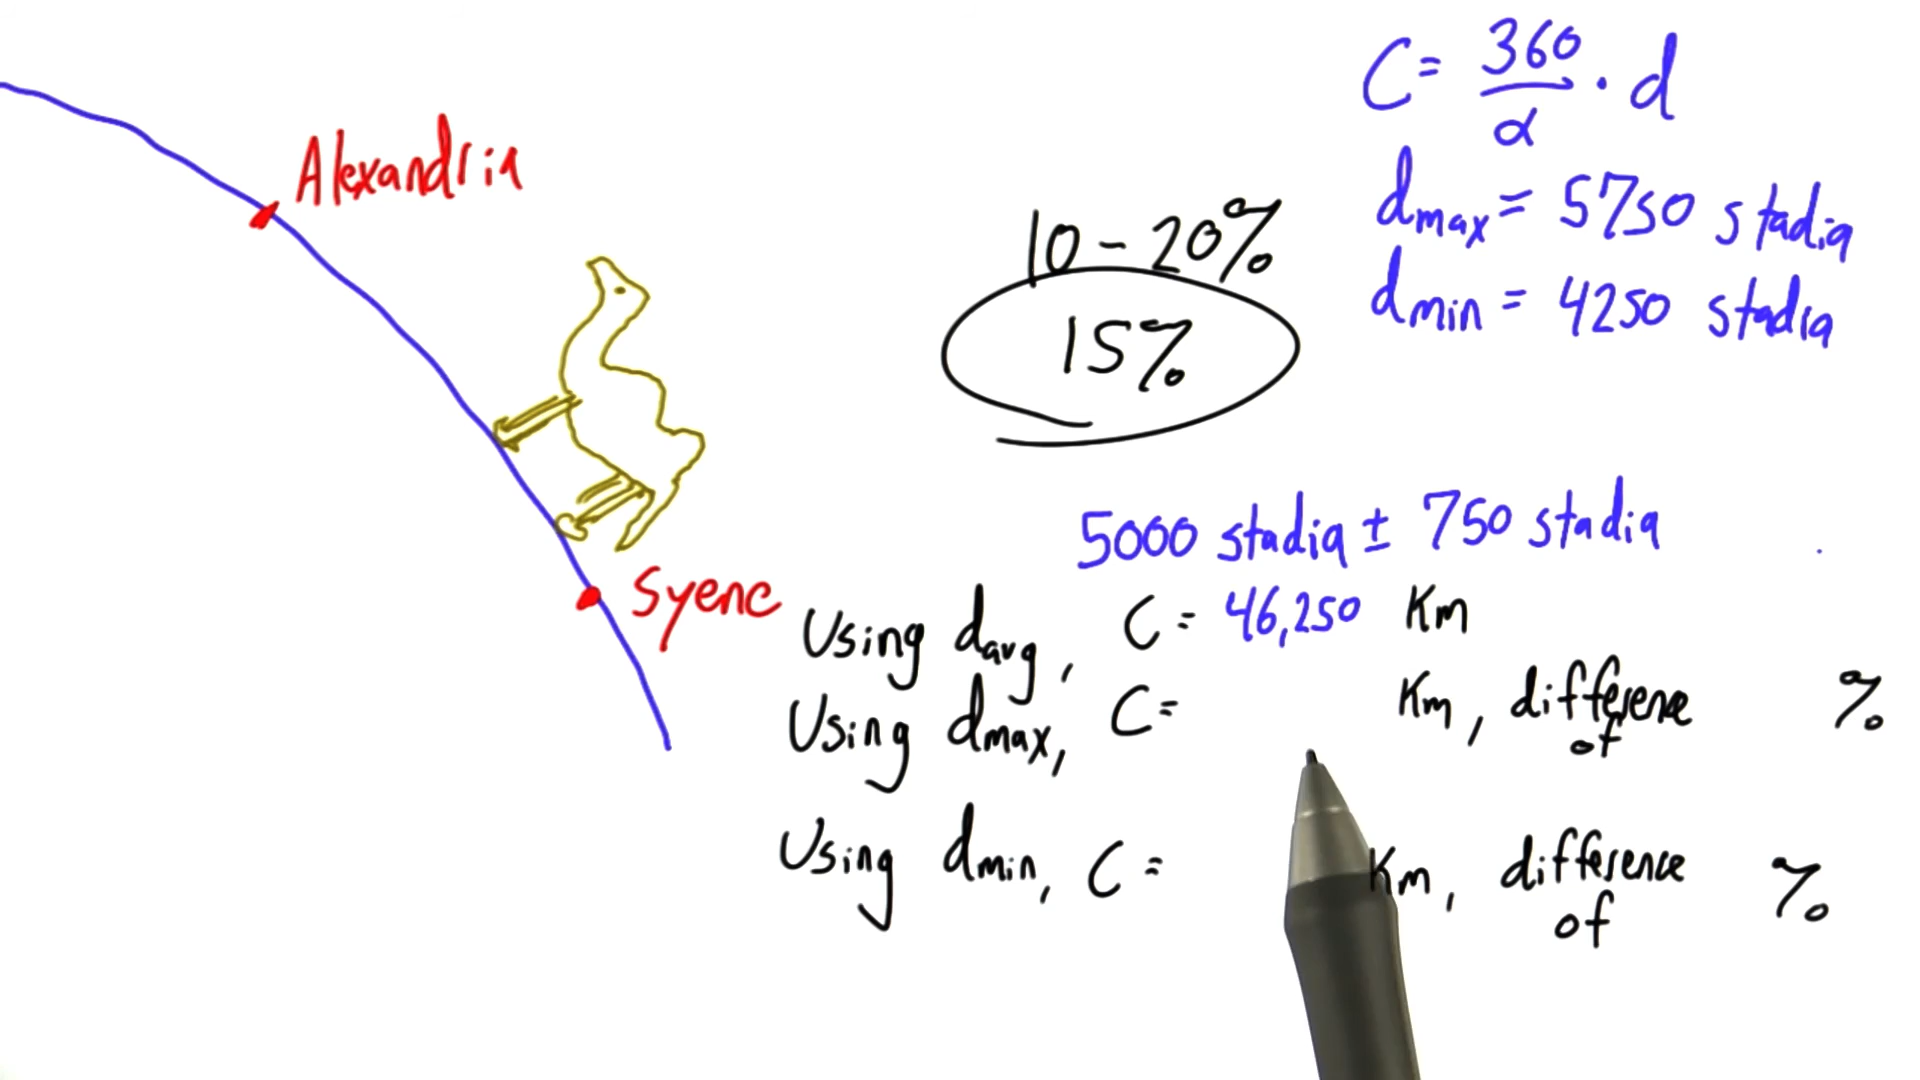 C = 360/α · d
Alexandria
dmax = 5750 stadia
10 - 20%
dmin = 4250 stadia
15%
5000 stadia ± 750 stadia
Syene
Using davg, C = 46,250 Km
Using dmax, C = Km, difference of %
Using dmin, C = Km, difference of %